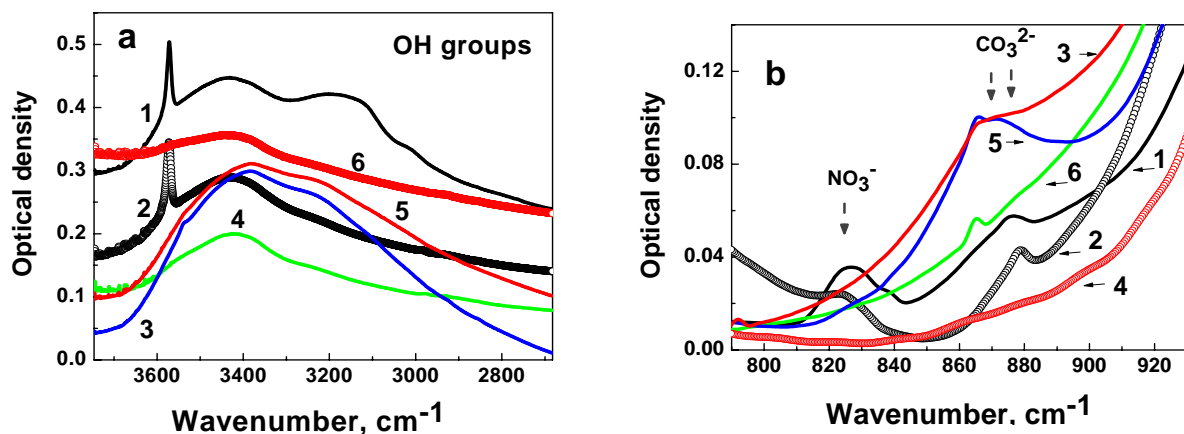 a
OH groups
Optical density
0.5
0.4
0.3
0.2
0.1
0.0
1
2
3
4
5
6
3600 3400 3200 3000 2800
Wavenumber, cm⁻¹
b
CO₃²⁻
NO₃⁻
Optical density
0.12
0.08
0.04
0.00
3
5
6
1
2
4
800 820 840 860 880 900 920
Wavenumber, cm⁻¹